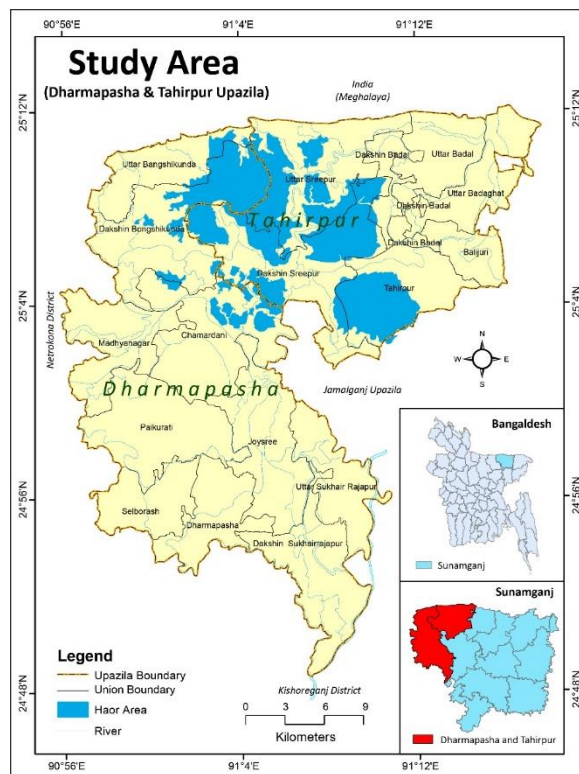 90°56'E
91°4'E
91°12'E
Study Area
(Dharmapasha & Tahirpur Upazila)
India
(Meghalaya)
25°12'N
25°12'N
Uttar Bangshikunda
Uttar Sreepur
Dakshin Badal
Uttar Badal
Uttar Badaghat
Dakshin Badal
Tahirpur
Dakshin Bongshikunda
Dakshin Badal
Balijuri
Dakshin Sreepur
Tahirpur
25°4'N
25°4'N
Netrokona District
Chamardani
Madhyanagar
N
W
E
S
Dharmapasha
Jamalganj Upazila
Paikurati
Joysree
Bangaldesh
Uttar Sukhair Rajapur
Selborash
24°56'N
24°56'N
Dharmapasha
Dakshin Sukhairrajapur
Sunamganj
Sunamganj
Legend
Upazila Boundary
Union Boundary
Haor Area
River
Kishoreganj District
24°48'N
24°48'N
0 3 6 9
Kilometers
Dharmapasha and Tahirpur
90°56'E
91°4'E
91°12'E